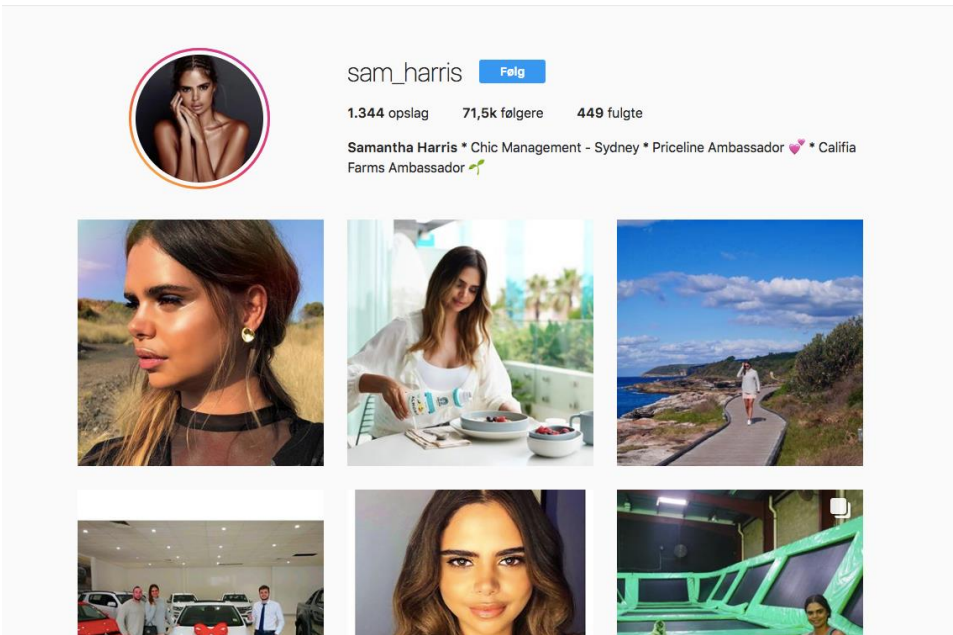 sam_harris Følg
1.344 opslag 71,5k følgere 449 fulgte
Samantha Harris * Chic Management - Sydney * Priceline Ambassador 💕 * Califia
Farms Ambassador 🌱